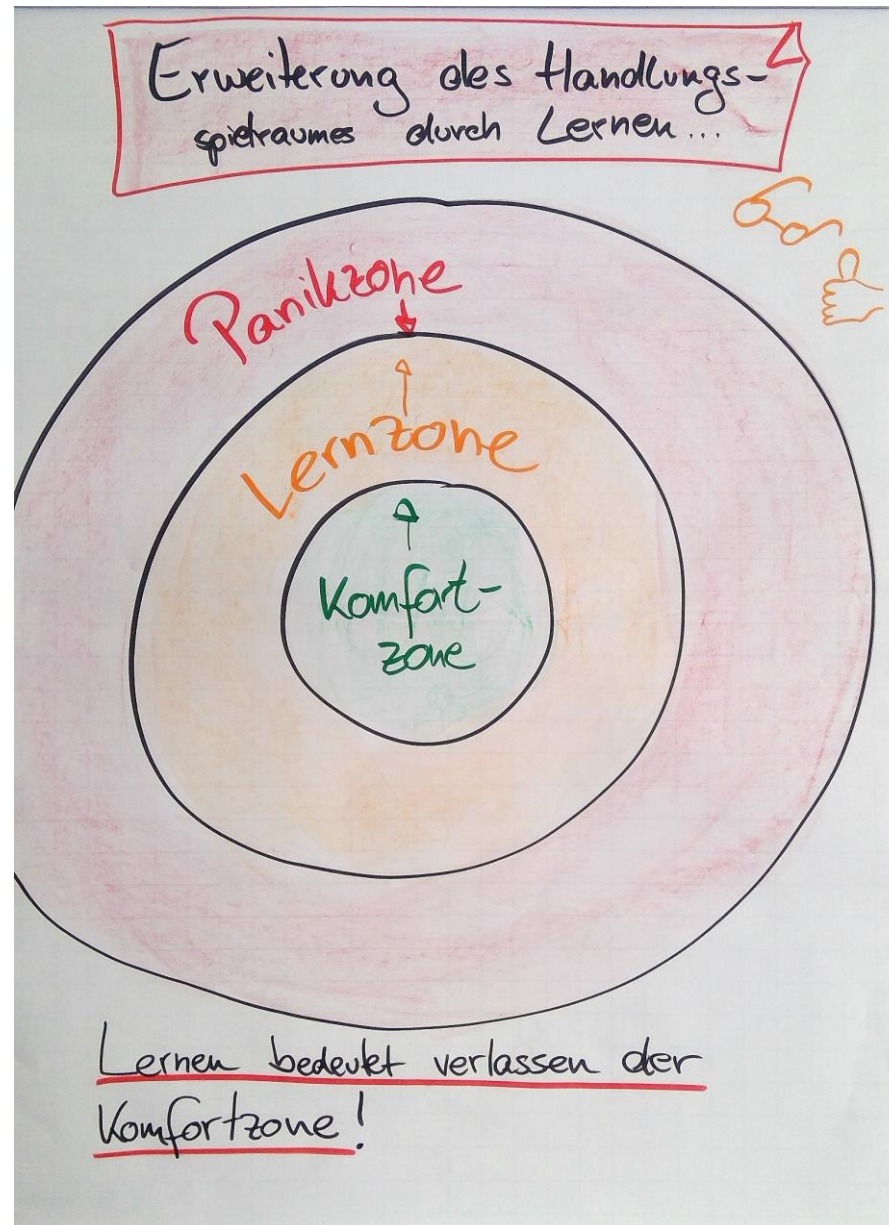 Erweiterung des Handlungs-
spielraumes durch Lernen...
Panikzone
Lernzone
Komfort-
zone
Lernen bedeutet verlassen der
Komfortzone!